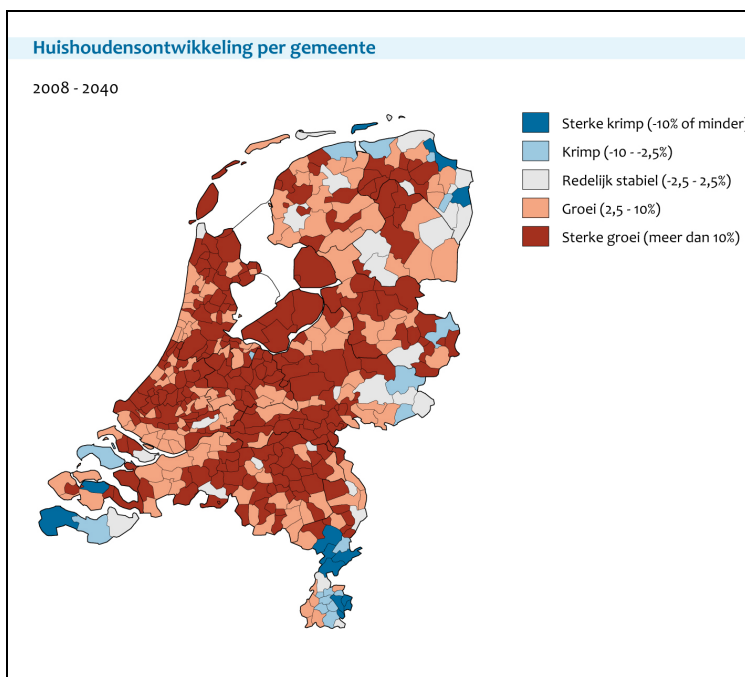 Huishoudensontwikkeling per gemeente
2008 - 2040
Sterke krimp (-10% of minder)
Krimp (-10 - -2,5%)
Redelijk stabiel (-2,5 - 2,5%)
Groei (2,5 - 10%)
Sterke groei (meer dan 10%)